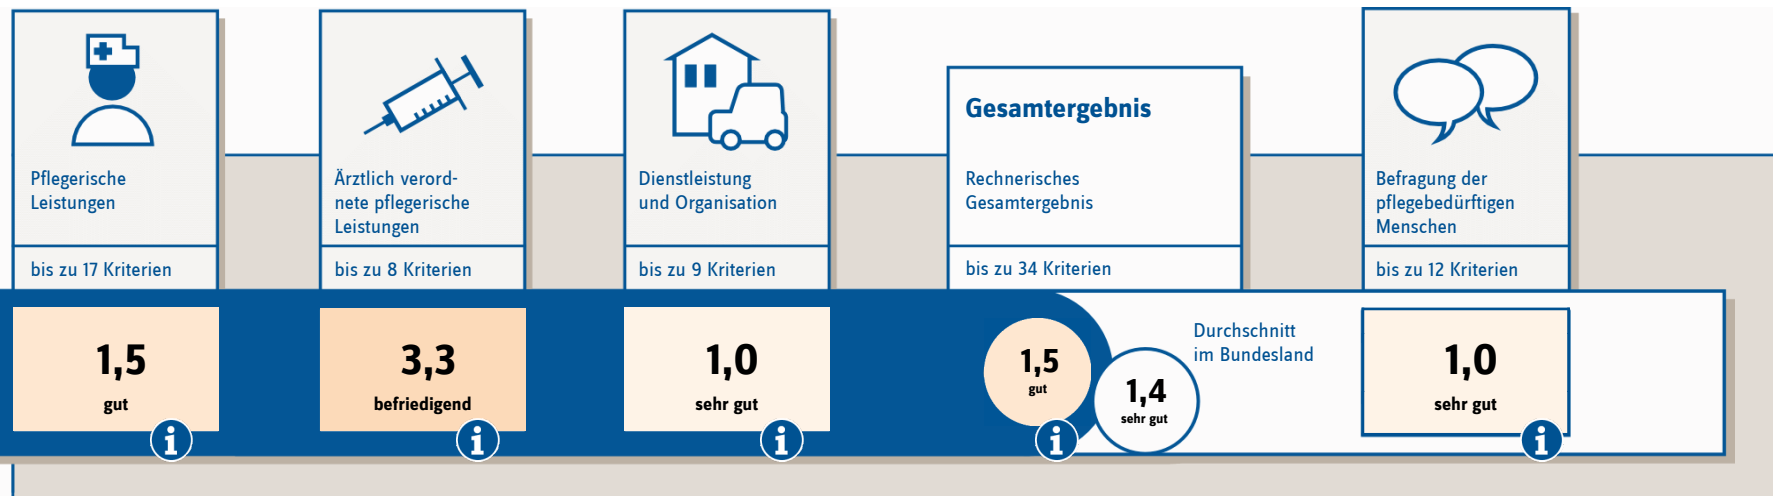 Pflegerische
Leistungen
bis zu 17 Kriterien
1,5
gut
i
Ärztlich verord-
nete pflegerische
Leistungen
bis zu 8 Kriterien
3,3
befriedigend
i
Dienstleistung
und Organisation
bis zu 9 Kriterien
1,0
sehr gut
i
Gesamtergebnis
Rechnerisches
Gesamtergebnis
bis zu 34 Kriterien
1,5
gut
i
1,4
sehr gut
Durchschnitt
im Bundesland
Befragung der
pflegebedürftigen
Menschen
bis zu 12 Kriterien
1,0
sehr gut
i